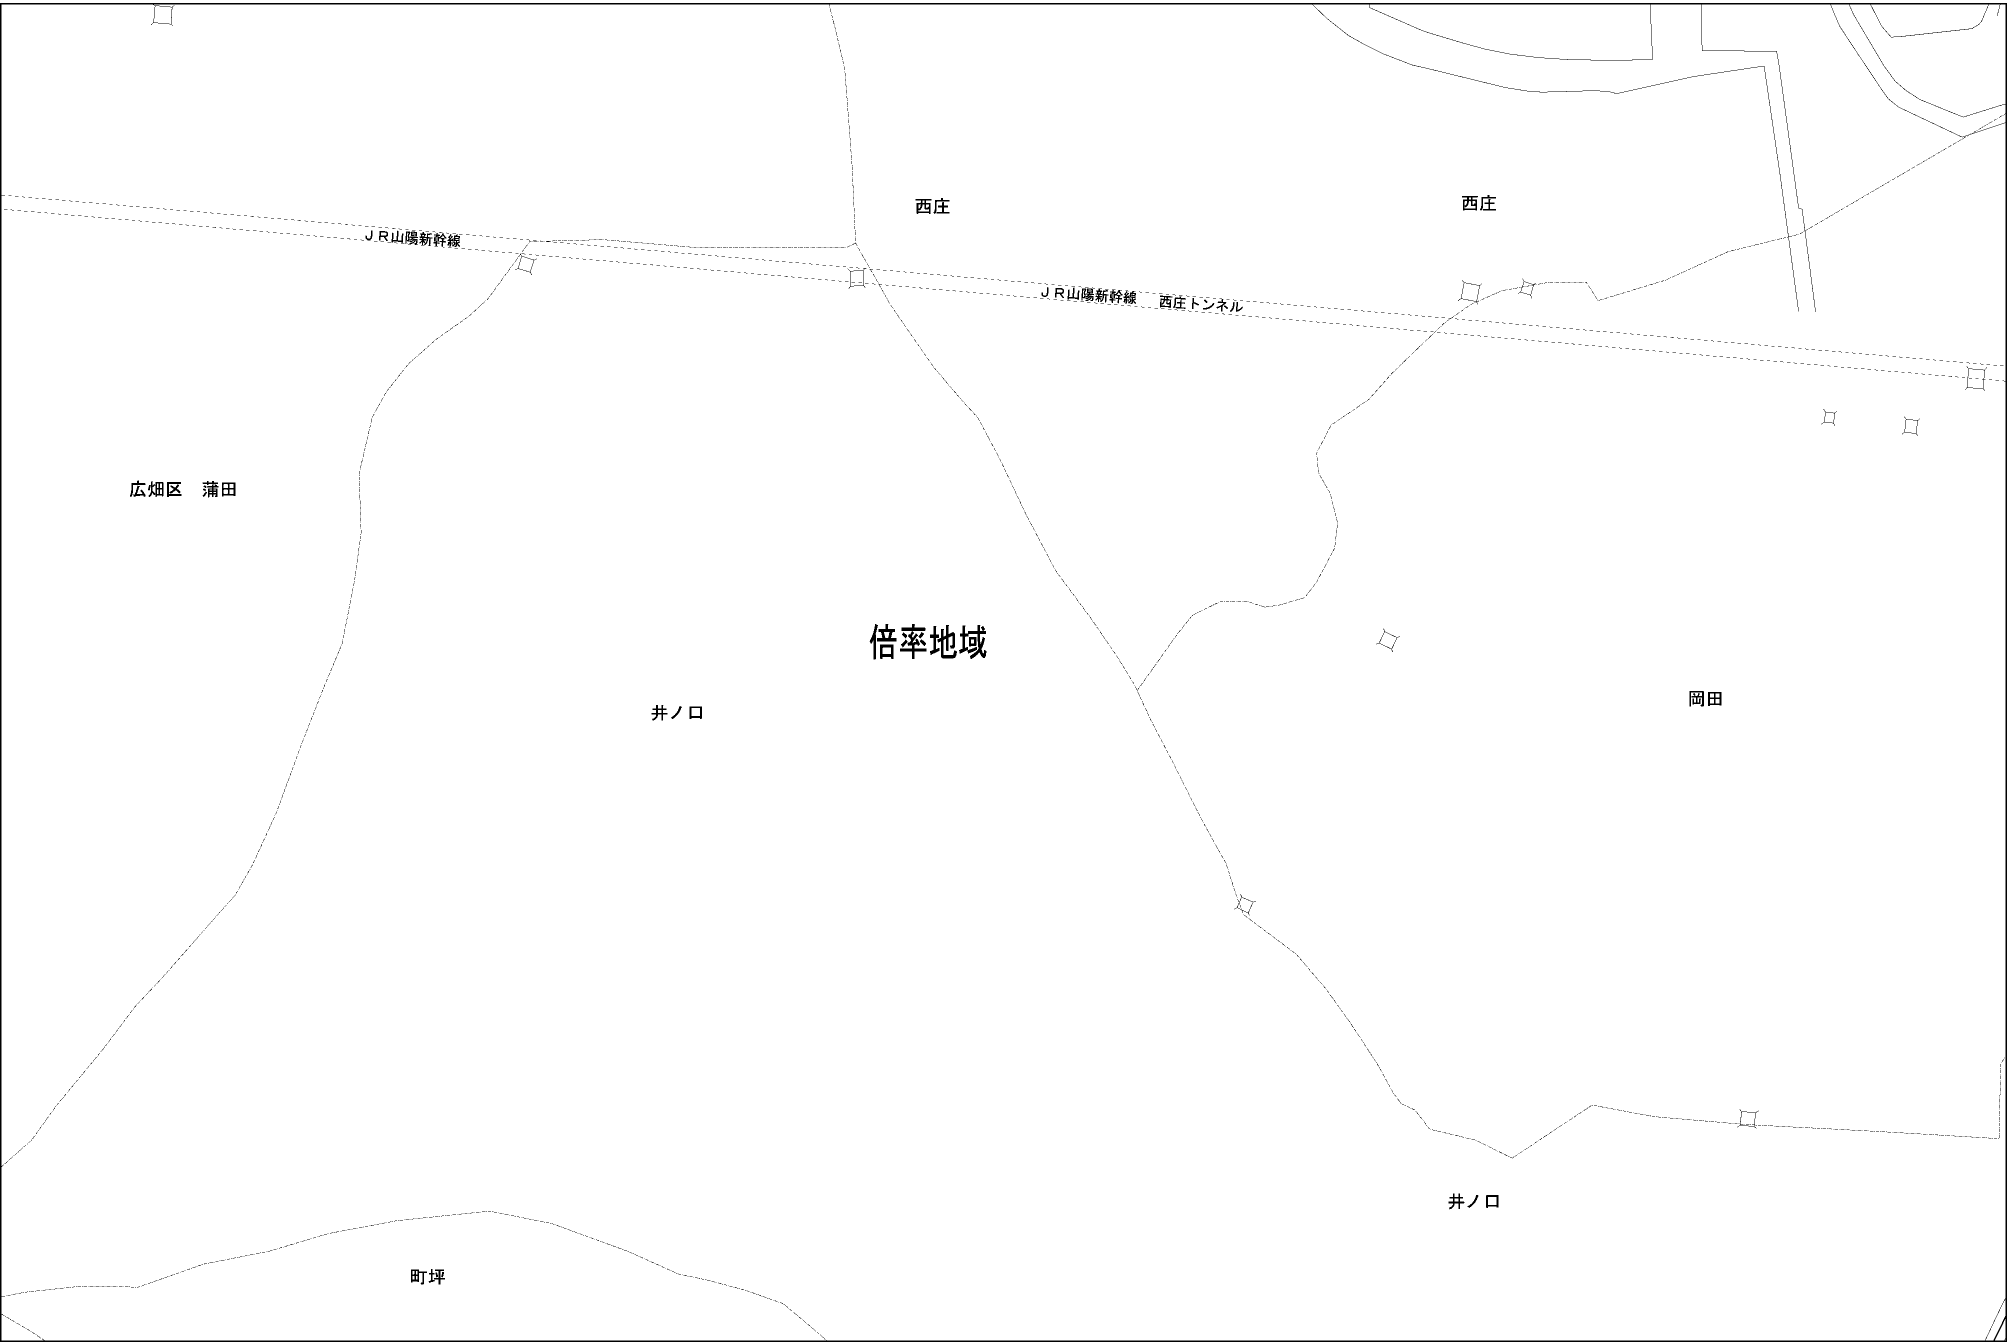 西庄
西庄
ＪＲ山陽新幹線
ＪＲ山陽新幹線　西庄トンネル
広畑区　蒲田
倍率地域
井ノ口
岡田
井ノ口
町坪